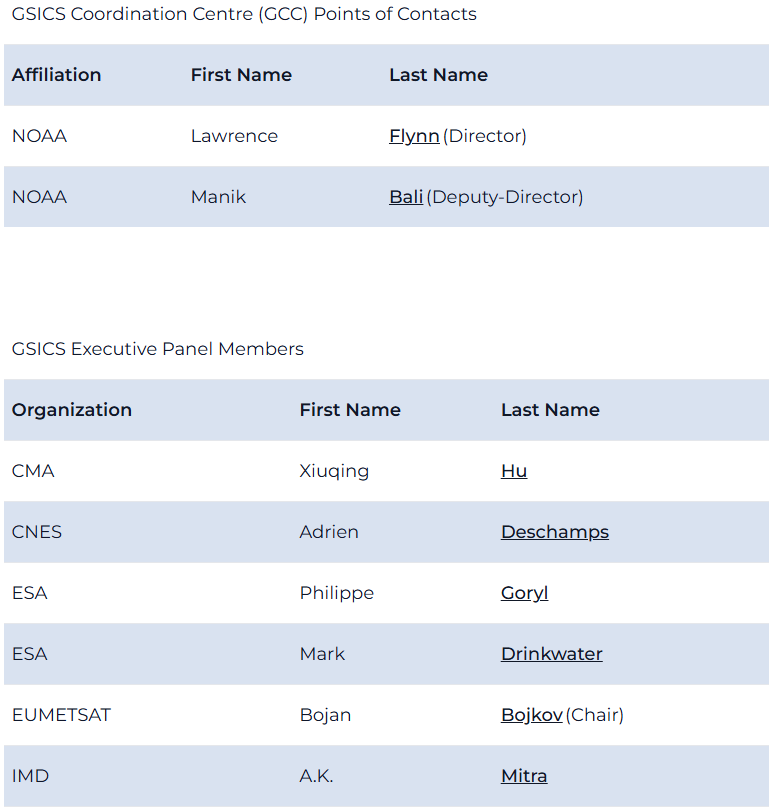 GSICS Coordination Centre (GCC) Points of Contacts
Affiliation First Name Last Name
NOAA Lawrence Flynn (Director)
NOAA Manik Bali (Deputy-Director)
GSICS Executive Panel Members
Organization First Name Last Name
CMA Xiuqing Hu
CNES Adrien Deschamps
ESA Philippe Goryl
ESA Mark Drinkwater
EUMETSAT Bojan Bojkov (Chair)
IMD A.K. Mitra